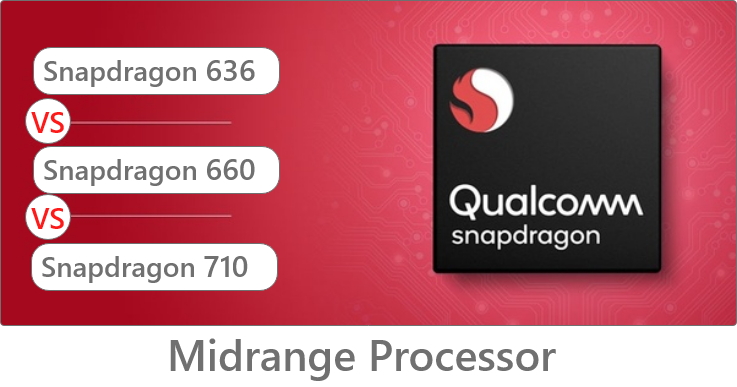 Snapdragon 636
VS
Snapdragon 660
VS
Snapdragon 710
Qualcomm
snapdragon
Midrange Processor